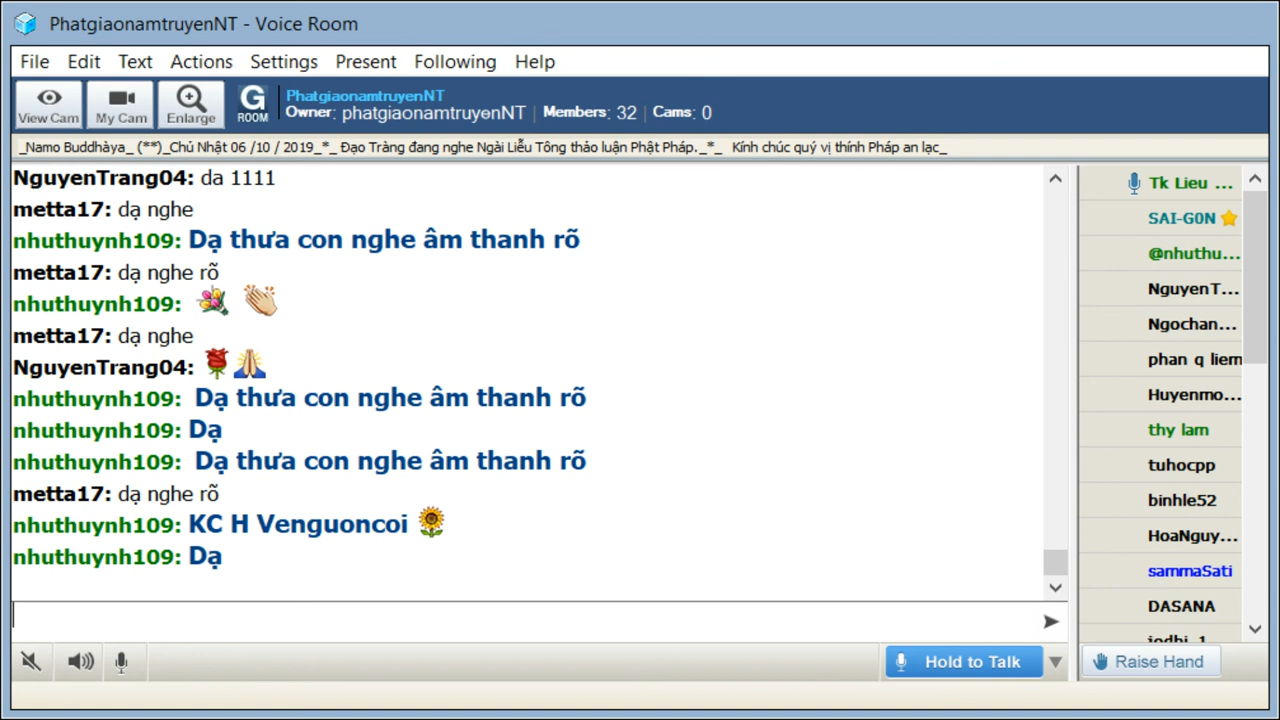 PhatgiaonamtruyenNT - Voice Room
File Edit Text Actions Settings Present Following Help
View Cam My Cam Enlarge G ROOM
PhatgiaonamtruyenNT
Owner: phatgiaonamtruyenNT | Members: 32 | Cams: 0
_Namo Buddhàya_ (**)_Chủ Nhật 06 /10 / 2019_*_ Đạo Tràng đang nghe Ngài Liễu Tông thảo luận Phật Pháp._*_ Kính chúc quý vị thính Pháp an lạc_
NguyenTrang04: da 1111
metta17: dạ nghe
nhuthuynh109: Dạ thưa con nghe âm thanh rõ
metta17: dạ nghe rõ
nhuthuynh109:
metta17: dạ nghe
NguyenTrang04:
nhuthuynh109: Dạ thưa con nghe âm thanh rõ
nhuthuynh109: Dạ
nhuthuynh109: Dạ thưa con nghe âm thanh rõ
metta17: dạ nghe rõ
nhuthuynh109: KC H Venguoncoi
nhuthuynh109: Dạ
Tk Lieu ...
SAI-G0N
@nhuthu...
NguyenT...
Ngochan...
phan q liem
Huyenmo...
thy lam
tuhocpp
binhle52
HoaNguy...
sammaSati
DASANA
Hold to Talk
Raise Hand